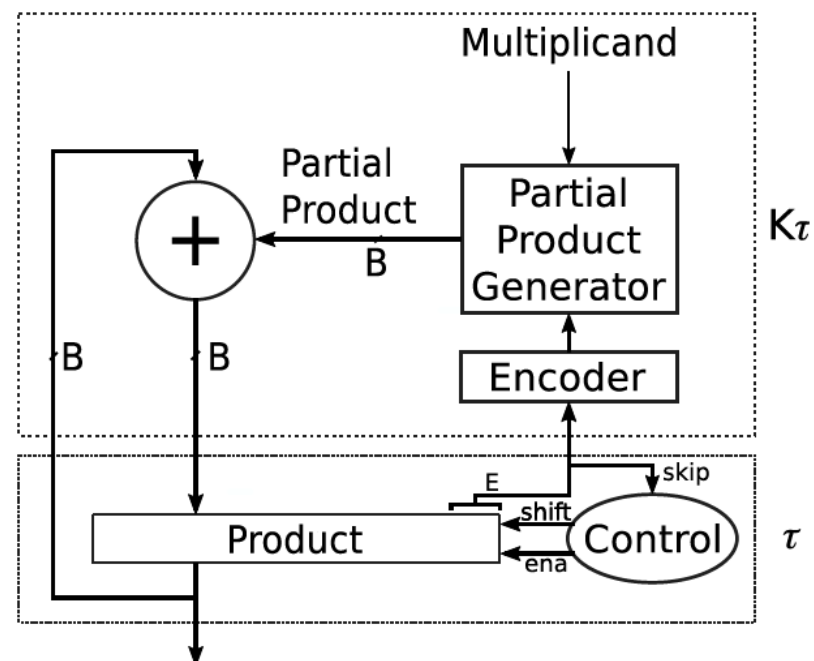 Multiplicand
Partial
Product
Partial
Product
Generator
Kτ
+
B
B
B
Encoder
skip
E
shift
Product
Control
τ
ena